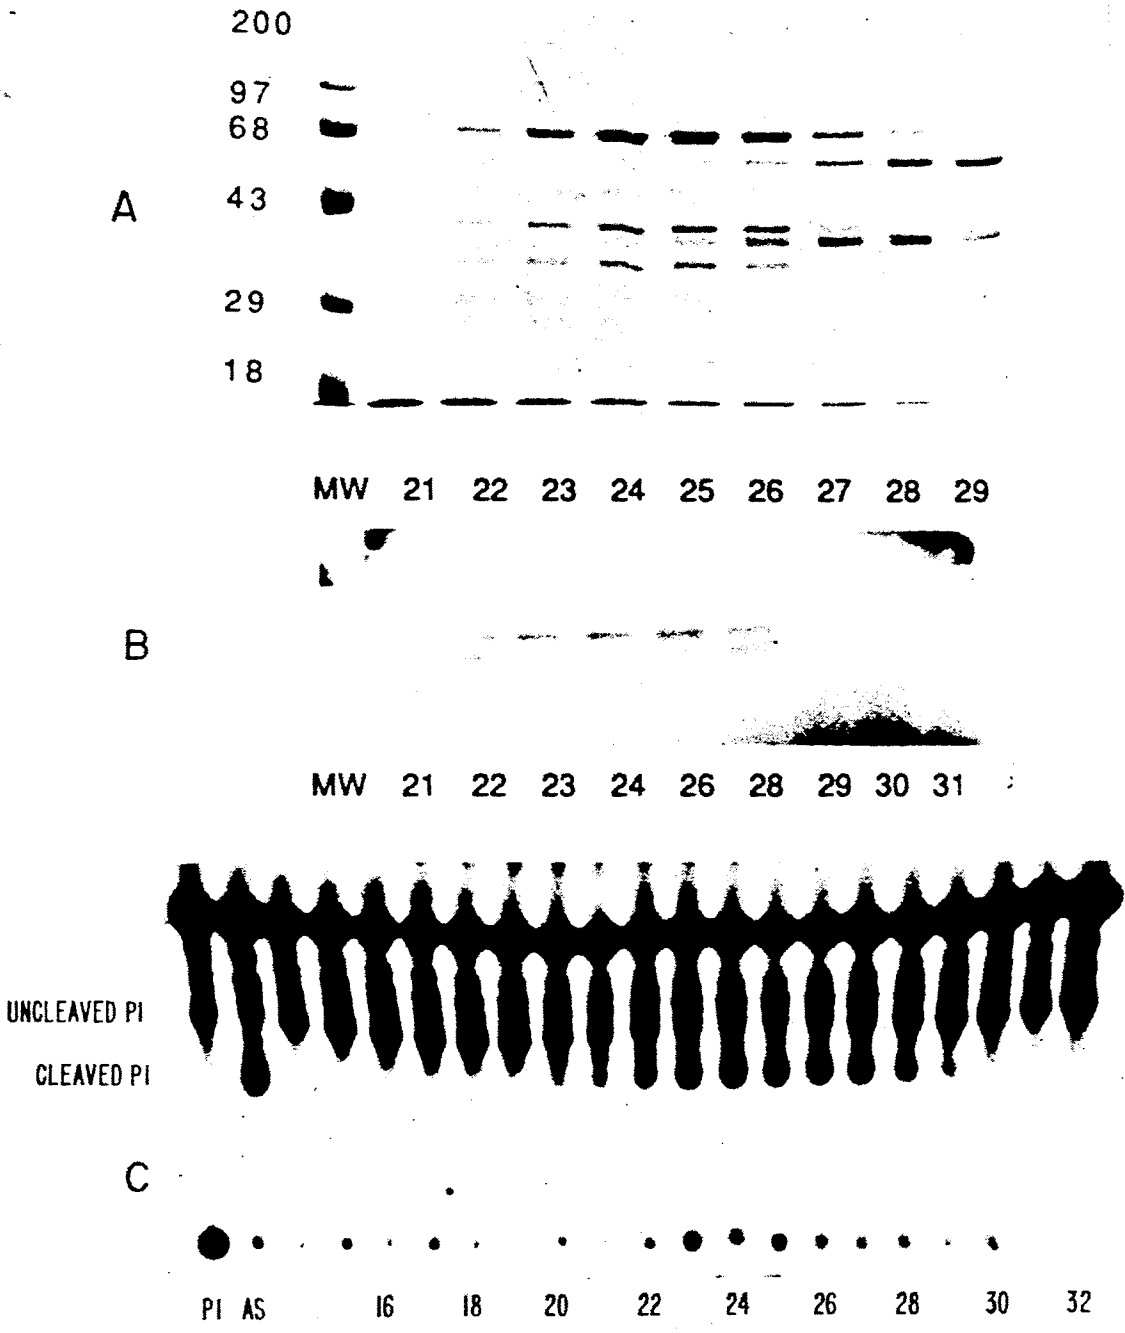 200
97
68
A
43
29
18
MW 21 22 23 24 25 26 27 28 29
B
MW 21 22 23 24 26 28 29 30 31
UNCLEAVED PI
CLEAVED PI
C
PI AS 16 18 20 22 24 26 28 30 32